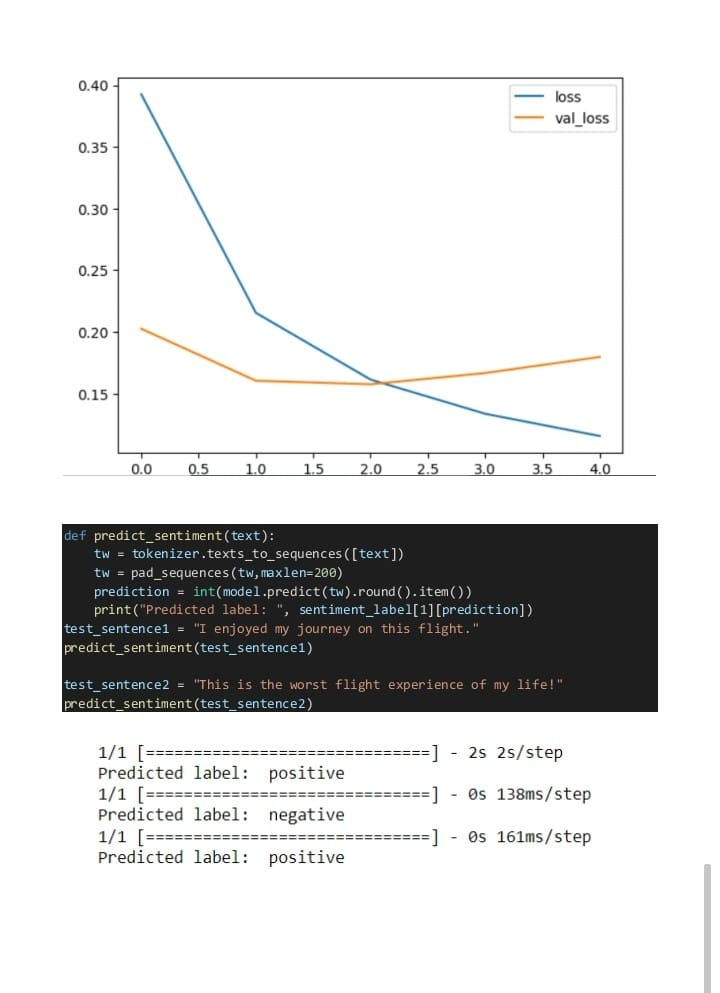 0.40
loss
val_loss
0.35
0.30
0.25
0.20
0.15
0.0 0.5 1.0 1.5 2.0 2.5 3.0 3.5 4.0
def predict_sentiment(text):
    tw = tokenizer.texts_to_sequences([text])
    tw = pad_sequences(tw,maxlen=200)
    prediction = int(model.predict(tw).round().item())
    print("Predicted label: ", sentiment_label[1][prediction])
test_sentence1 = "I enjoyed my journey on this flight."
predict_sentiment(test_sentence1)
test_sentence2 = "This is the worst flight experience of my life!"
predict_sentiment(test_sentence2)
1/1 [==============================] - 2s 2s/step
Predicted label:  positive
1/1 [==============================] - 0s 138ms/step
Predicted label:  negative
1/1 [==============================] - 0s 161ms/step
Predicted label:  positive